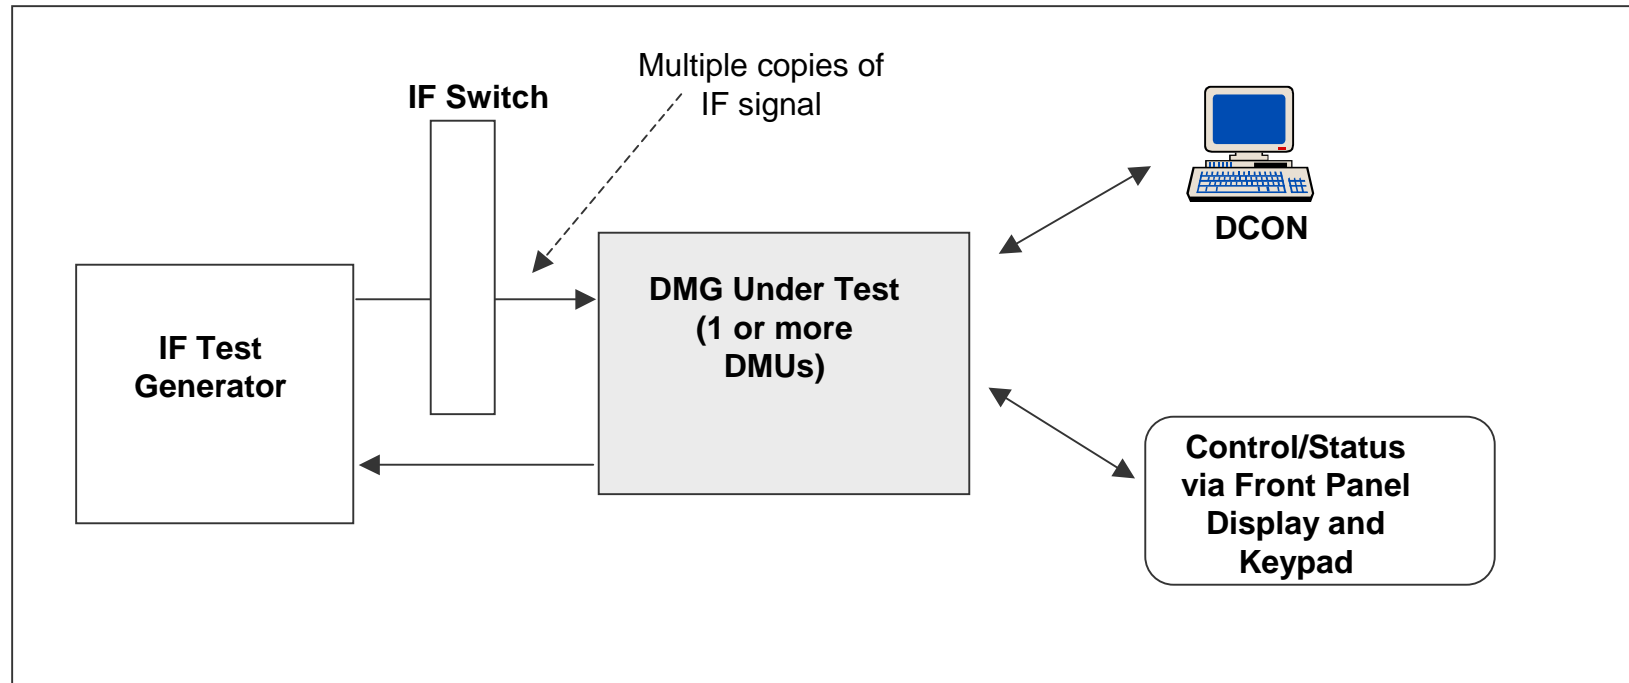 Multiple copies of
IF signal
IF Switch
DCON
DMG Under Test
(1 or more
DMUs)
IF Test
Generator
Control/Status
via Front Panel
Display and
Keypad